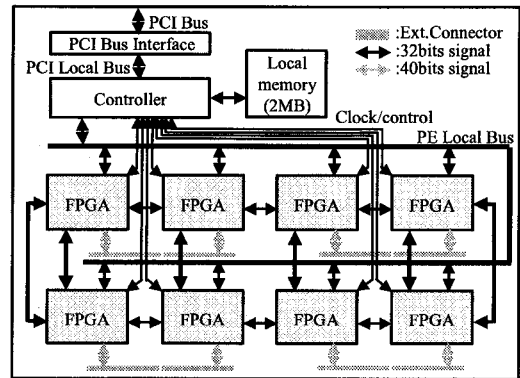 PCI Bus
PCI Bus Interface
PCI Local Bus
Controller
Local
memory
(2MB)
:Ext.Connector
:32bits signal
:40bits signal
Clock/control
PE Local Bus
FPGA
FPGA
FPGA
FPGA
FPGA
FPGA
FPGA
FPGA